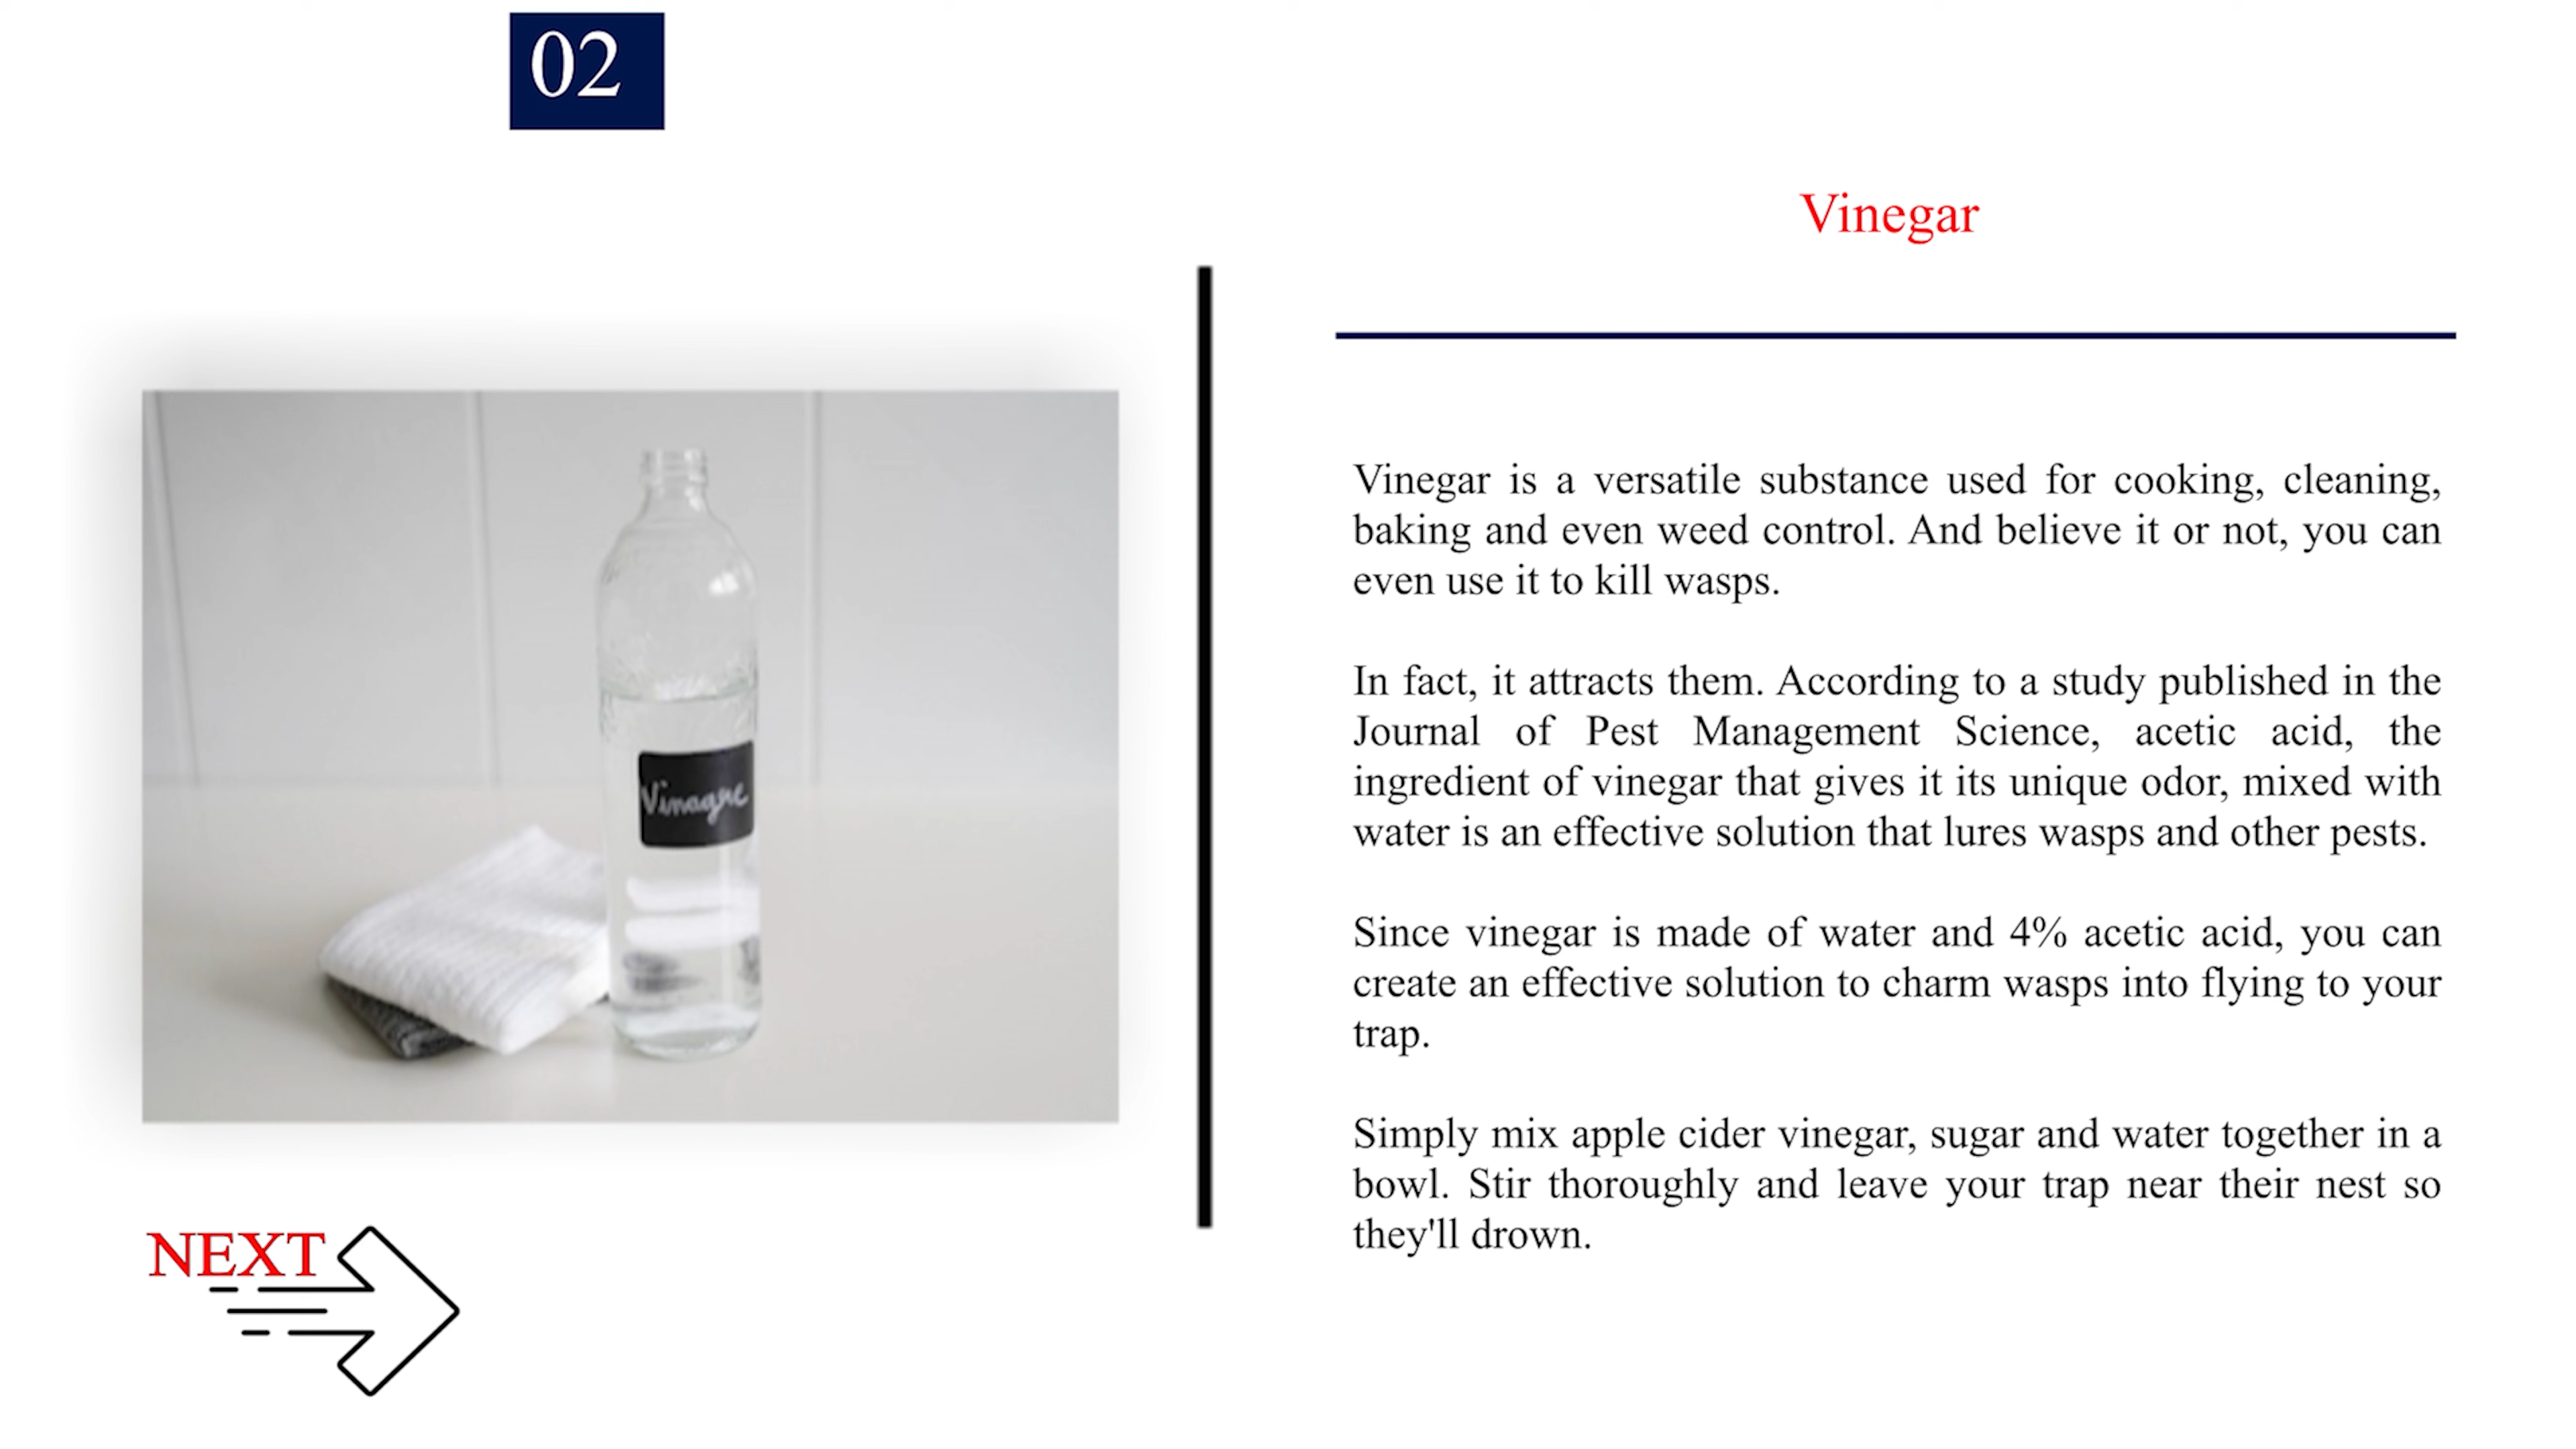 02
Vinegar
Vinegar is a versatile substance used for cooking, cleaning,
baking and even weed control. And believe it or not, you can
even use it to kill wasps.
In fact, it attracts them. According to a study published in the
Journal of Pest Management Science, acetic acid, the
ingredient of vinegar that gives it its unique odor, mixed with
water is an effective solution that lures wasps and other pests.
Since vinegar is made of water and 4% acetic acid, you can
create an effective solution to charm wasps into flying to your
trap.
Simply mix apple cider vinegar, sugar and water together in a
bowl. Stir thoroughly and leave your trap near their nest so
they'll drown.
Vinagre
NEXT